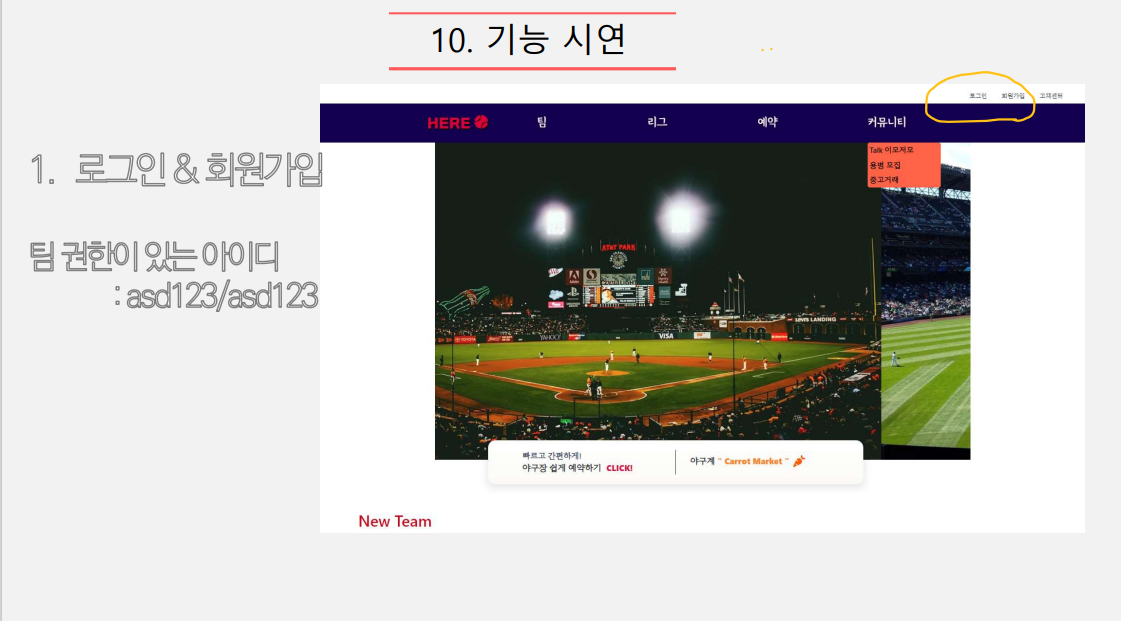 10. 기능 시연
로그인 회원가입 고객센터
HERE 팀 리그 예약 커뮤니티
1. 로그인 & 회원가입
Talk 이모저모
용병 모집
중고거래
팀 권한이 있는 아이디
: asd123/asd123
AT&T PARK
LEVI'S LANDING
YAHOO!
VISA
TOYOTA
빠르고 간편하게!
야구장 쉽게 예약하기 CLICK!
야구계 " Carrot Market "
New Team